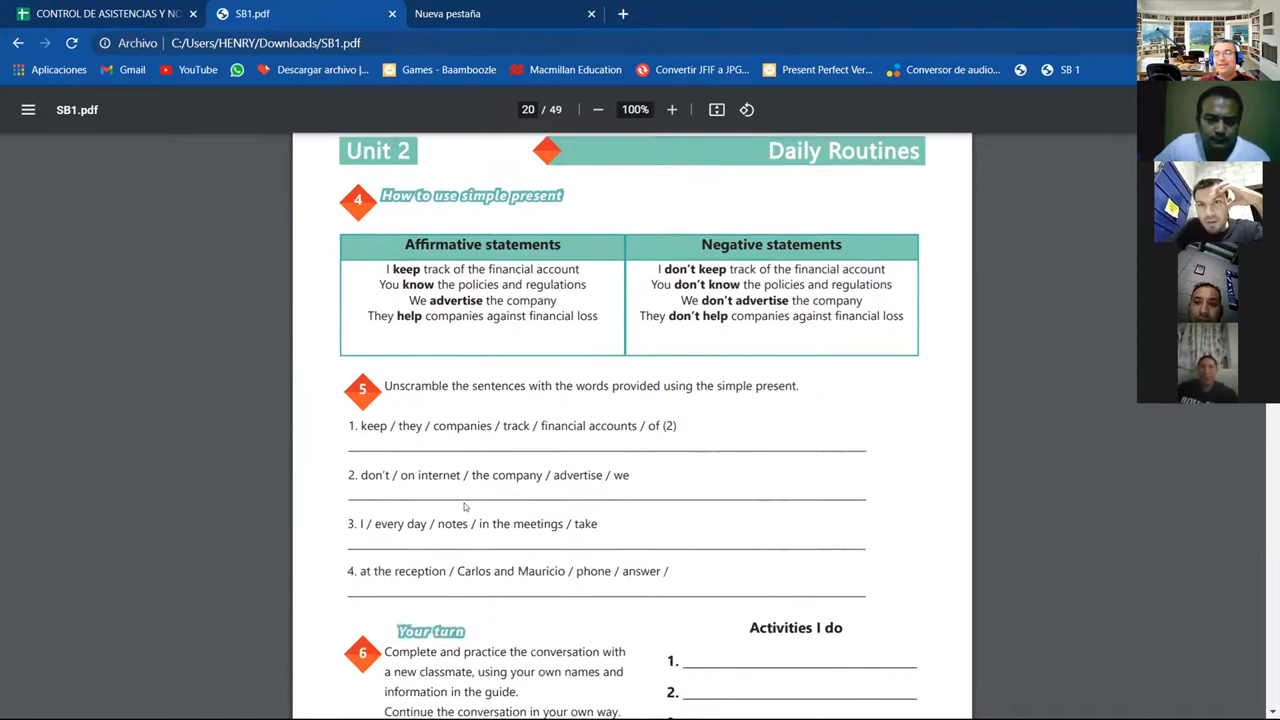 CONTROL DE ASISTENCIAS Y NO
SB1.pdf
Nueva pestaña
Archivo
C:/Users/HENRY/Downloads/SB1.pdf
Aplicaciones
Gmail
YouTube
Descargar archivo |...
Games - Baamboozle
Macmillan Education
Convertir JFIF a JPG...
Present Perfect Ver...
Conversor de audio...
SB 1
SB1.pdf
20 / 49
100%
Unit 2
Daily Routines
4 How to use simple present
Affirmative statements
I keep track of the financial account
You know the policies and regulations
We advertise the company
They help companies against financial loss
Negative statements
I don't keep track of the financial account
You don't know the policies and regulations
We don't advertise the company
They don't help companies against financial loss
5 Unscramble the sentences with the words provided using the simple present.
1. keep / they / companies / track / financial accounts / of (2)
2. don't / on internet / the company / advertise / we
3. I / every day / notes / in the meetings / take
4. at the reception / Carlos and Mauricio / phone / answer /
6 Your turn
Complete and practice the conversation with
a new classmate, using your own names and
information in the guide.
Continue the conversation in your own way.
Activities I do
1.
2.